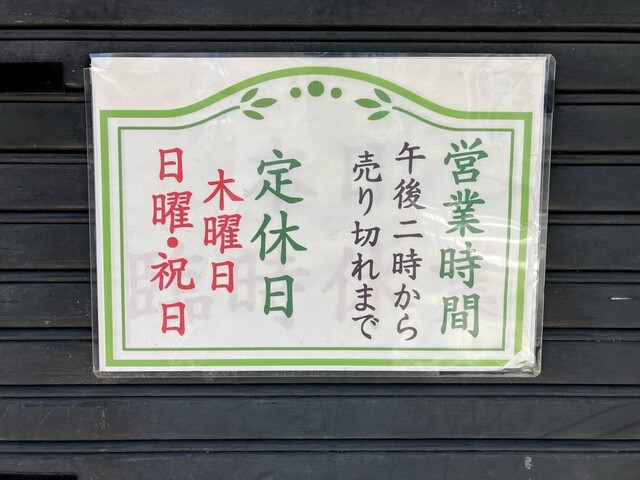 営業時間
午後二時から
売り切れまで
定休日
木曜日
日曜・祝日